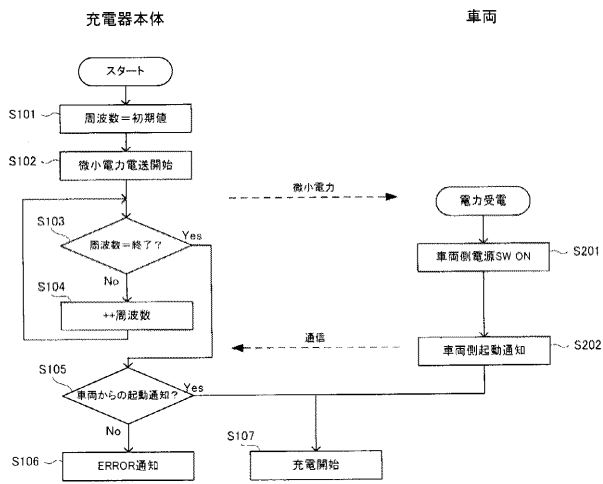 充電器本体
車両
スタート
S101
周波数＝初期値
S102
微小電力電送開始
微小電力
電力受電
S103
周波数＝終了？
Yes
No
S201
車両側電源SW ON
S104
++周波数
通信
S202
車両側起動通知
S105
車両からの起動通知？
Yes
No
S106
ERROR通知
S107
充電開始